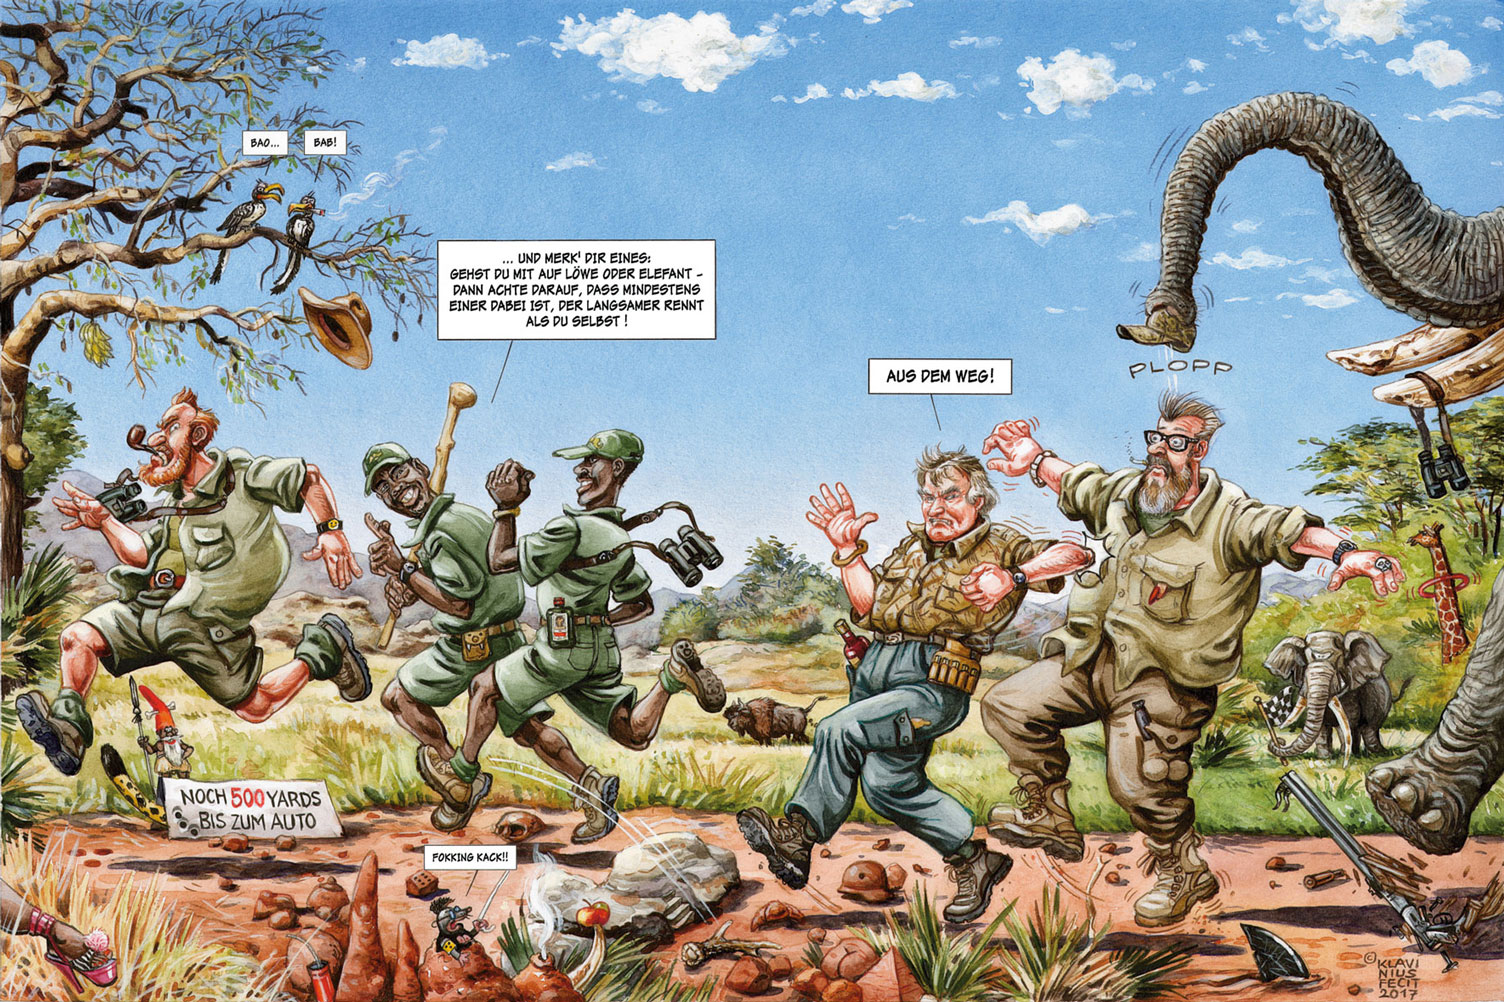 BAO...
BAB!
... UND MERK' DIR EINES:
GEHST DU MIT AUF LÖWE ODER ELEFANT -
DANN ACHTE DARAUF, DASS MINDESTENS
EINER DABEI IST, DER LANGSAMER RENNT
ALS DU SELBST !
AUS DEM WEG!
PLOPP
NOCH 500 YARDS
BIS ZUM AUTO
FOKKING KACK!!
© KLAVI
NIUS
FECIT
2017